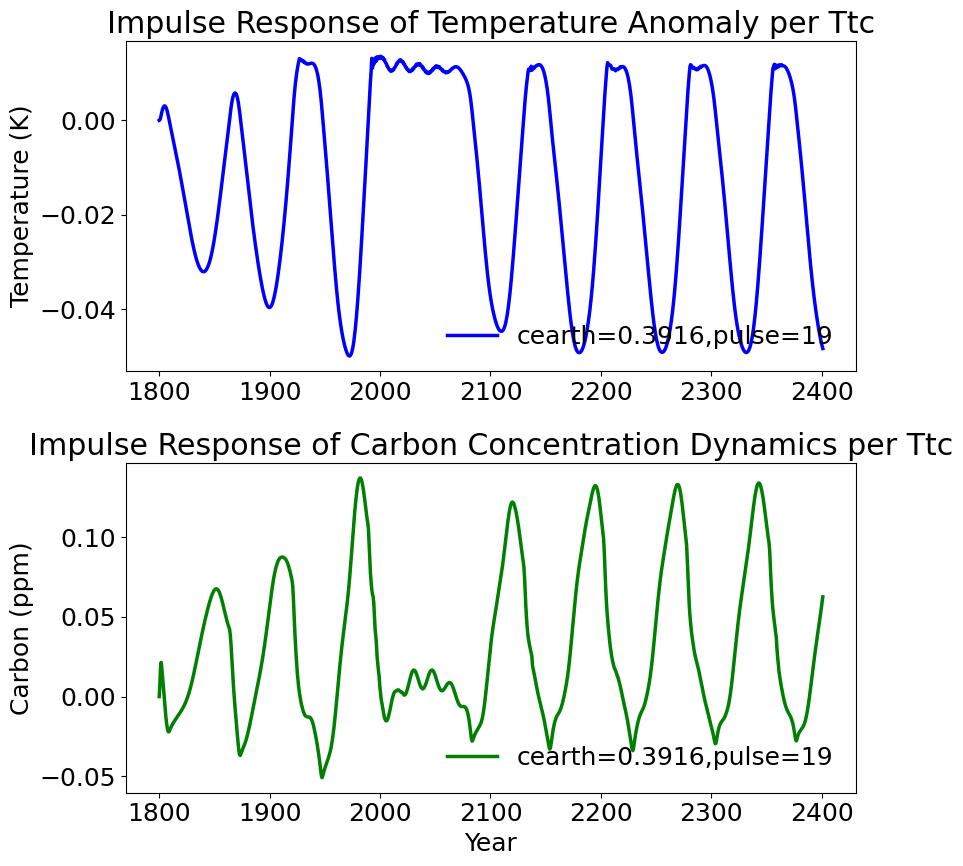 Impulse Response of Temperature Anomaly per Ttc
Temperature (K)
0.00
−0.02
−0.04
cearth=0.3916,pulse=19
1800 1900 2000 2100 2200 2300 2400
Impulse Response of Carbon Concentration Dynamics per Ttc
Carbon (ppm)
0.10
0.05
0.00
−0.05
cearth=0.3916,pulse=19
1800 1900 2000 2100 2200 2300 2400
Year